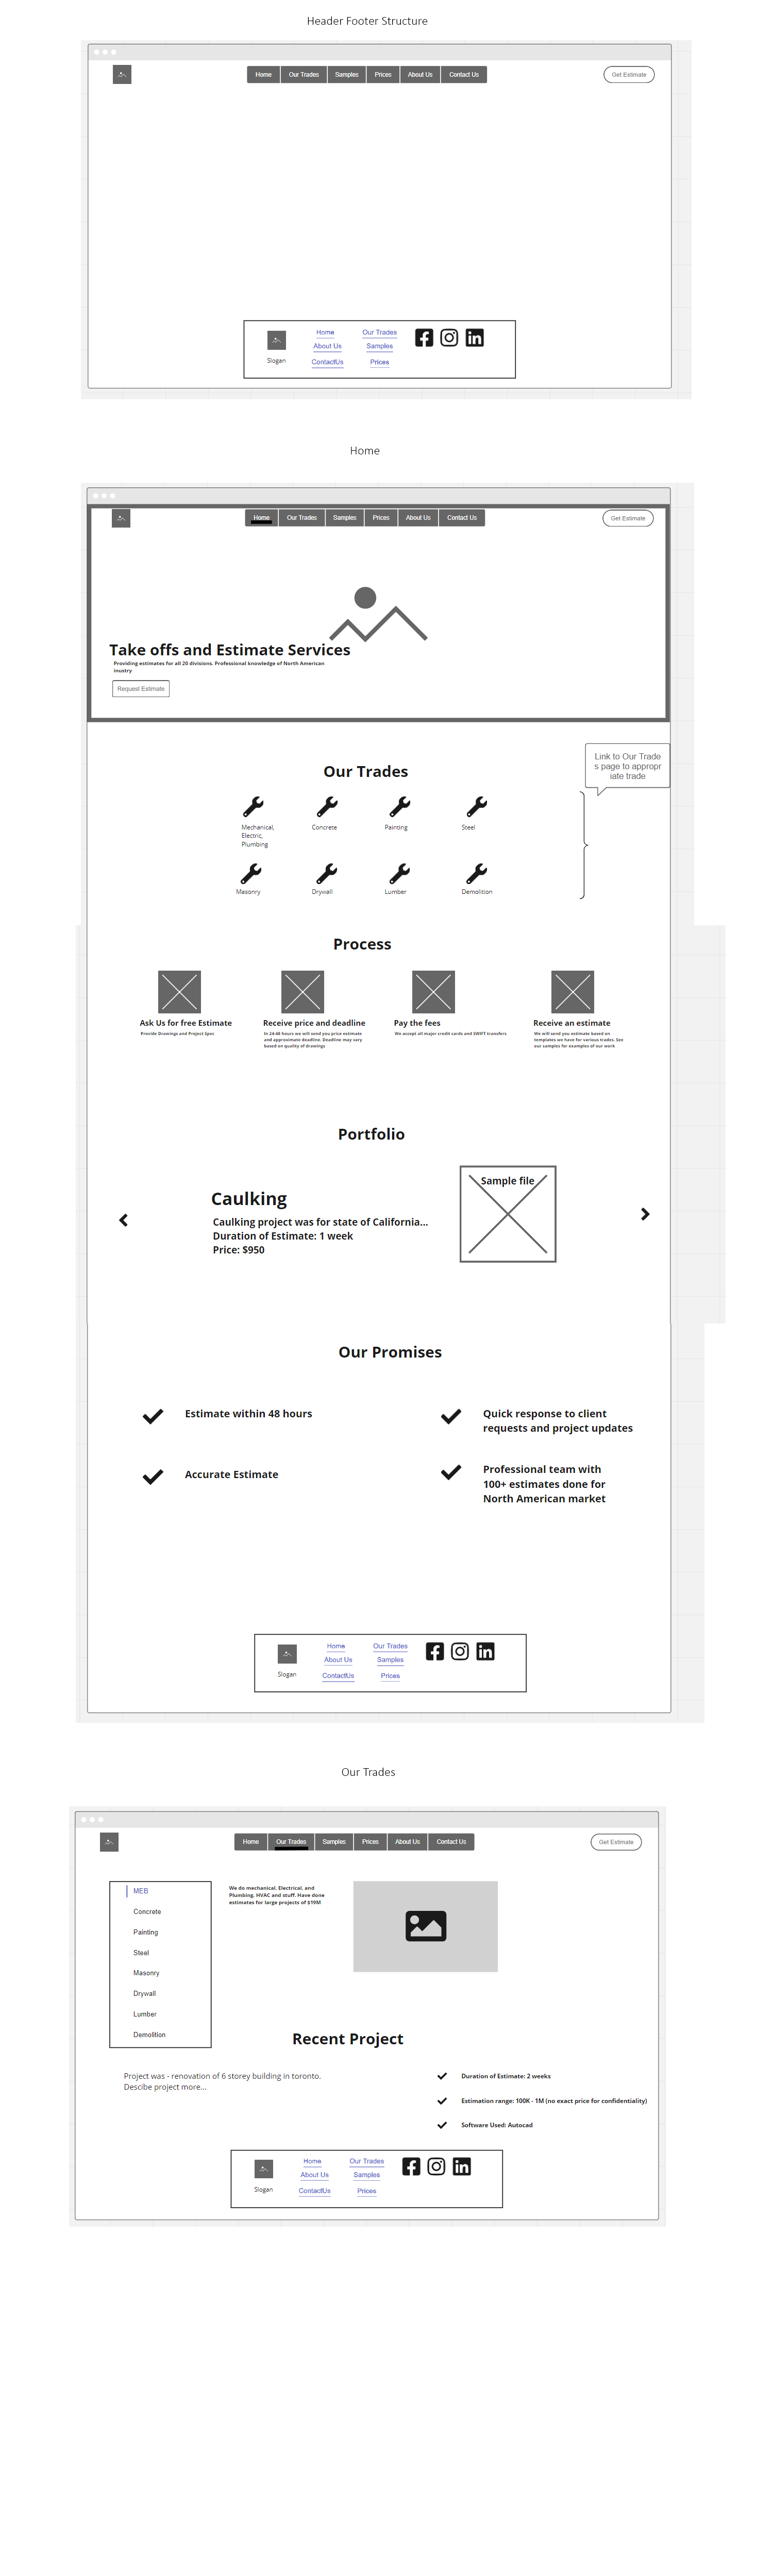 Header Footer Structure
Home Our Trades Samples Prices About Us Contact Us Get Estimate
Home Our Trades
About Us Samples
Slogan ContactUs Prices
Home
Home Our Trades Samples Prices About Us Contact Us Get Estimate
Take offs and Estimate Services
Providing estimates for all 20 divisions. Professional knowledge of North American
inustry
Request Estimate
Link to Our Trade
s page to appropr
iate trade
Our Trades
Mechanical, Concrete Painting Steel
Electric,
Plumbing
Masonry Drywall Lumber Demolition
Process
Ask Us for free Estimate
Provide Drawings and Project Spec
Receive price and deadline
In 24-48 hours we will send you price estimate
and approximate deadline. Deadline may vary
based on quality of drawings
Pay the fees
We accept all major credit cards and SWIFT transfers
Receive an estimate
We will send you estimate based on
templates we have for various trades. See
our samples for examples of our work
Portfolio
Caulking
Caulking project was for state of California...
Duration of Estimate: 1 week
Price: $950
Sample file
Our Promises
Estimate within 48 hours
Quick response to client
requests and project updates
Accurate Estimate
Professional team with
100+ estimates done for
North American market
Home Our Trades
About Us Samples
Slogan ContactUs Prices
Our Trades
Home Our Trades Samples Prices About Us Contact Us Get Estimate
MEB
Concrete
Painting
Steel
Masonry
Drywall
Lumber
Demolition
We do mechanical, Electrical, and
Plumbing. HVAC and stuff. Have done
estimates for large projects of $19M
Recent Project
Project was - renovation of 6 storey building in toronto.
Descibe project more...
Duration of Estimate: 2 weeks
Estimation range: 100K - 1M (no exact price for confidentiality)
Software Used: Autocad
Home Our Trades
About Us Samples
Slogan ContactUs Prices